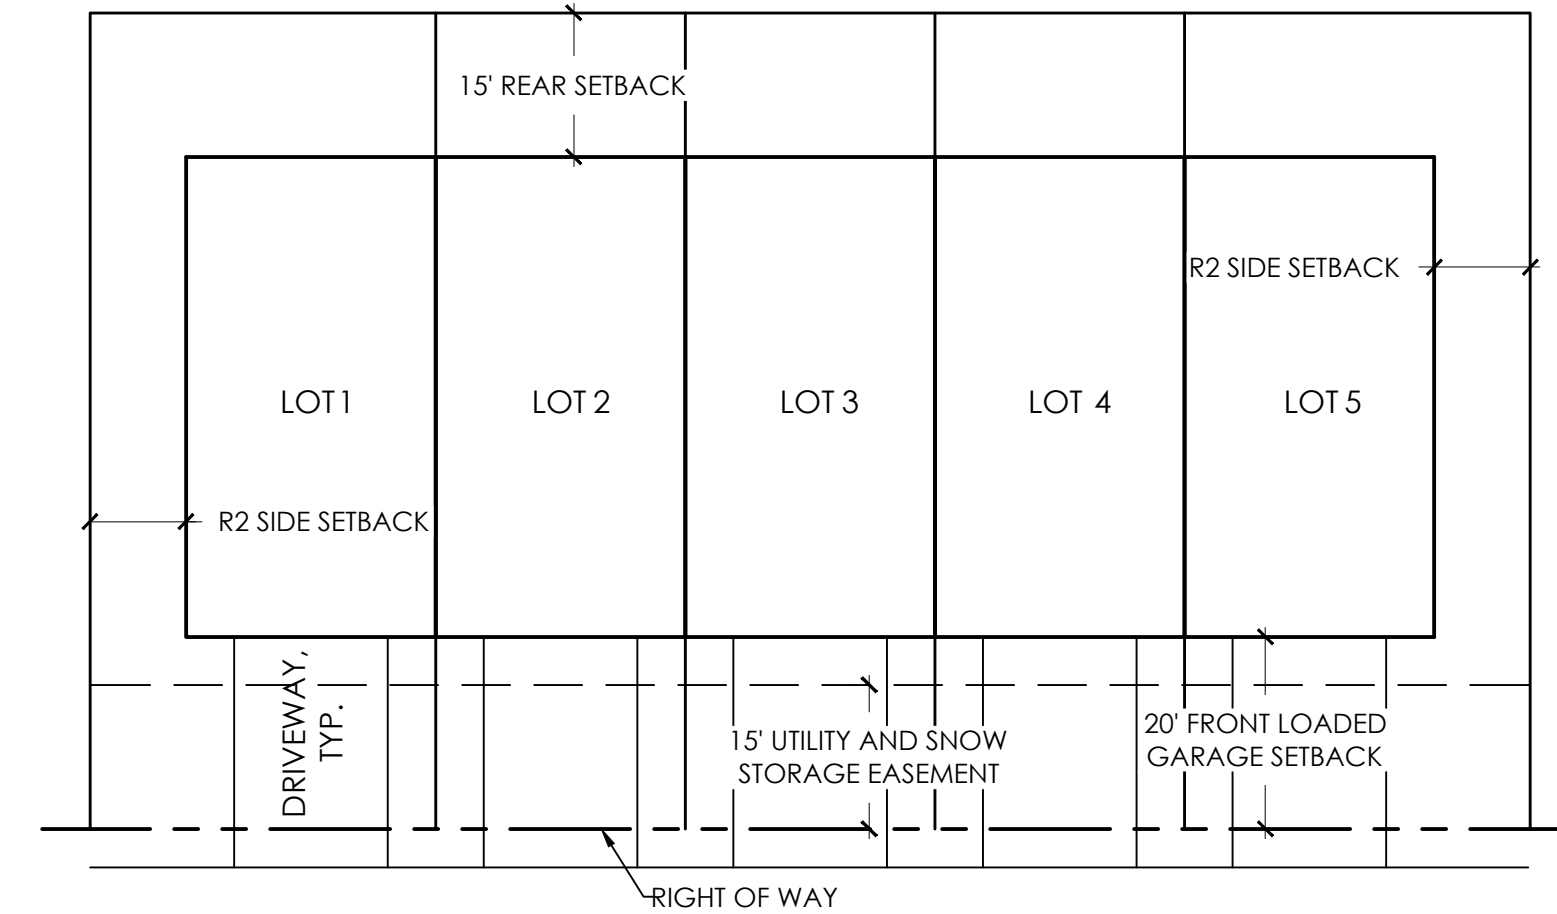 15' REAR SETBACK
R2 SIDE SETBACK
LOT 1
LOT 2
LOT 3
LOT 4
LOT 5
R2 SIDE SETBACK
DRIVEWAY,
TYP.
15' UTILITY AND SNOW
STORAGE EASEMENT
20' FRONT LOADED
GARAGE SETBACK
RIGHT OF WAY